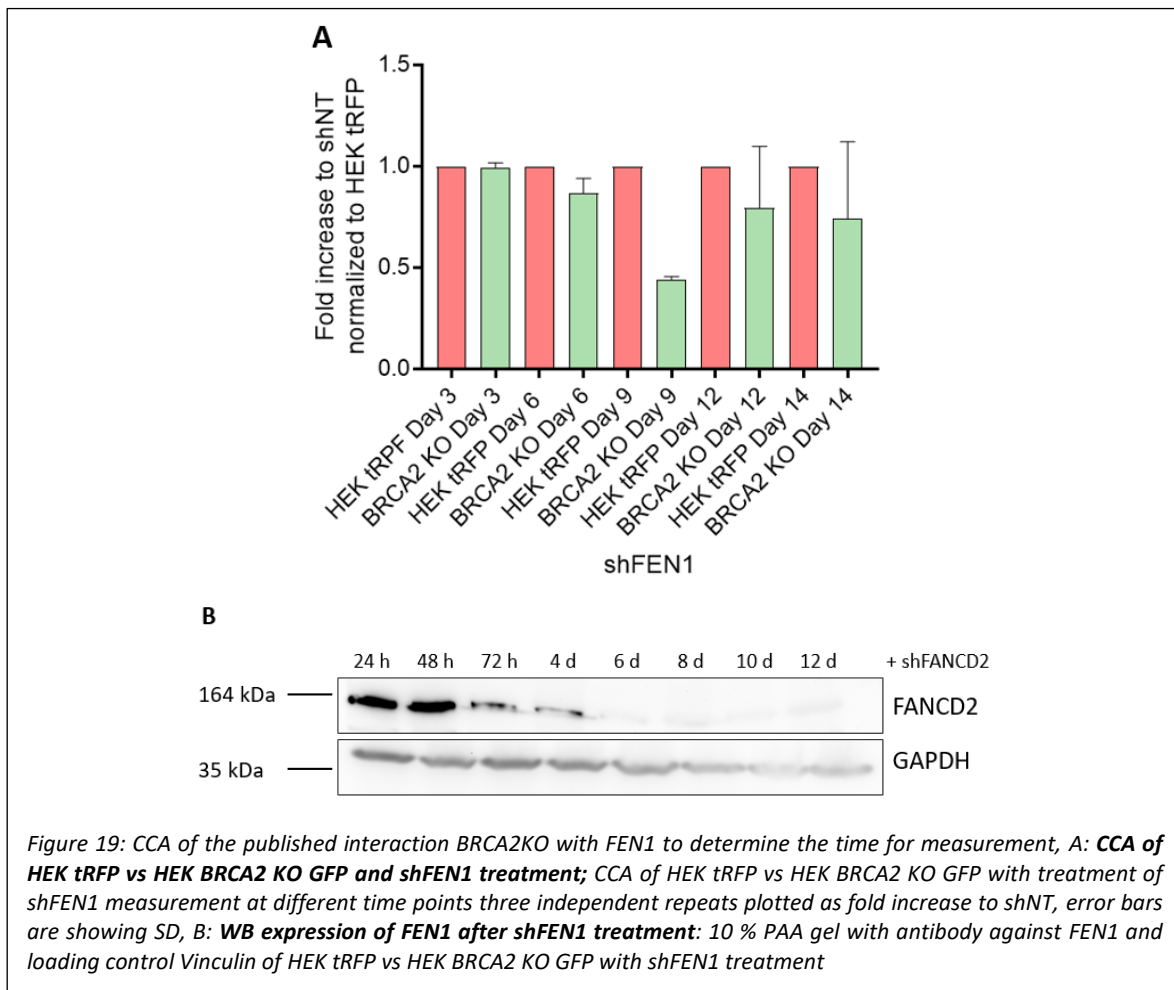 A
Fold increase to shNT
normalized to HEK tRFP
1.5
1.0
0.5
0.0
HEK tRPF Day 3
BRCA2 KO Day 3
HEK tRFP Day 6
BRCA2 KO Day 6
HEK tRFP Day 9
BRCA2 KO Day 9
HEK tRFP Day 12
BRCA2 KO Day 12
HEK tRFP Day 14
BRCA2 KO Day 14
shFEN1
B
24 h 48 h 72 h 4 d 6 d 8 d 10 d 12 d + shFANCD2
164 kDa FANCD2
35 kDa GAPDH
Figure 19: CCA of the published interaction BRCA2KO with FEN1 to determine the time for measurement, A: CCA of
HEK tRFP vs HEK BRCA2 KO GFP and shFEN1 treatment; CCA of HEK tRFP vs HEK BRCA2 KO GFP with treatment of
shFEN1 measurement at different time points three independent repeats plotted as fold increase to shNT, error bars
are showing SD, B: WB expression of FEN1 after shFEN1 treatment: 10 % PAA gel with antibody against FEN1 and
loading control Vinculin of HEK tRFP vs HEK BRCA2 KO GFP with shFEN1 treatment